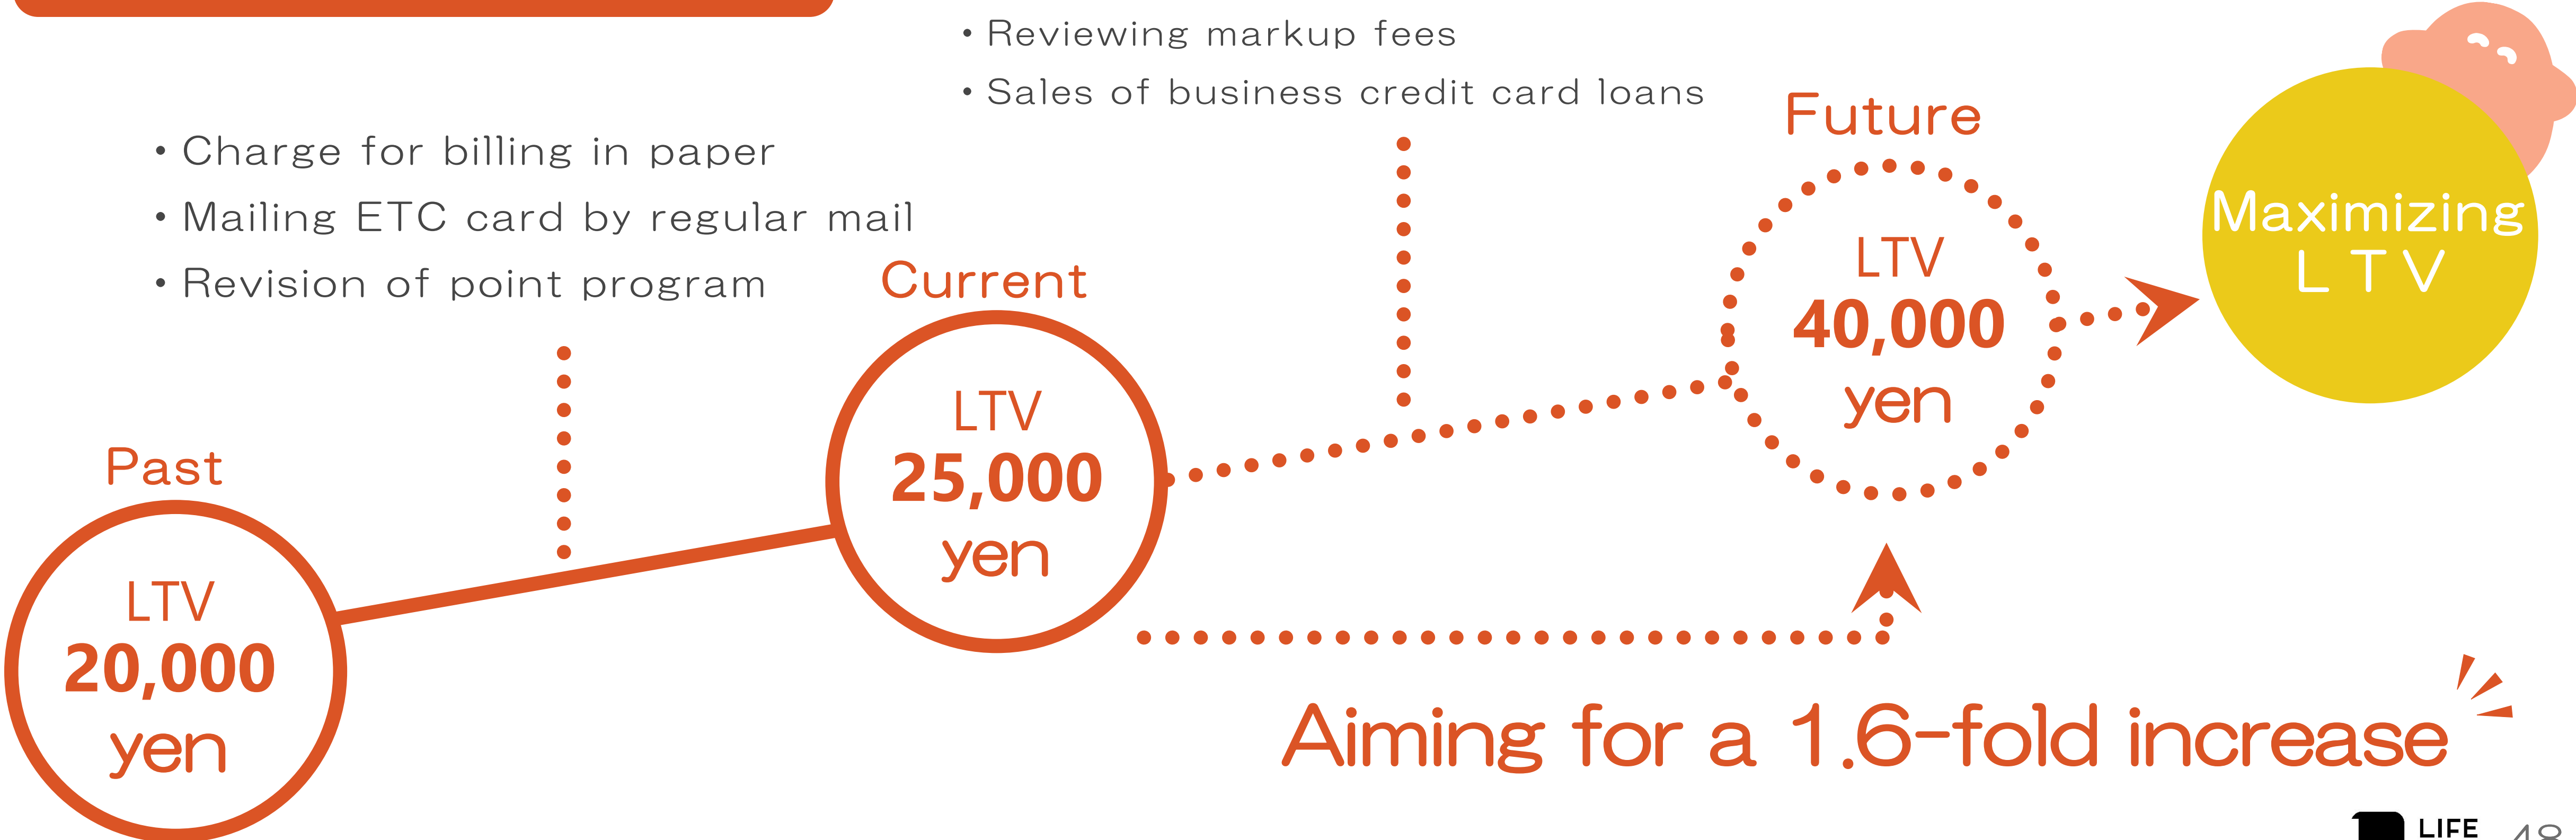 • Reviewing markup fees
• Sales of business credit card loans
• Charge for billing in paper
• Mailing ETC card by regular mail
• Revision of point program
Past
LTV
20,000
yen
Current
LTV
25,000
yen
Future
LTV
40,000
yen
Maximizing
LTV
Aiming for a 1.6-fold increase
LIFE
48